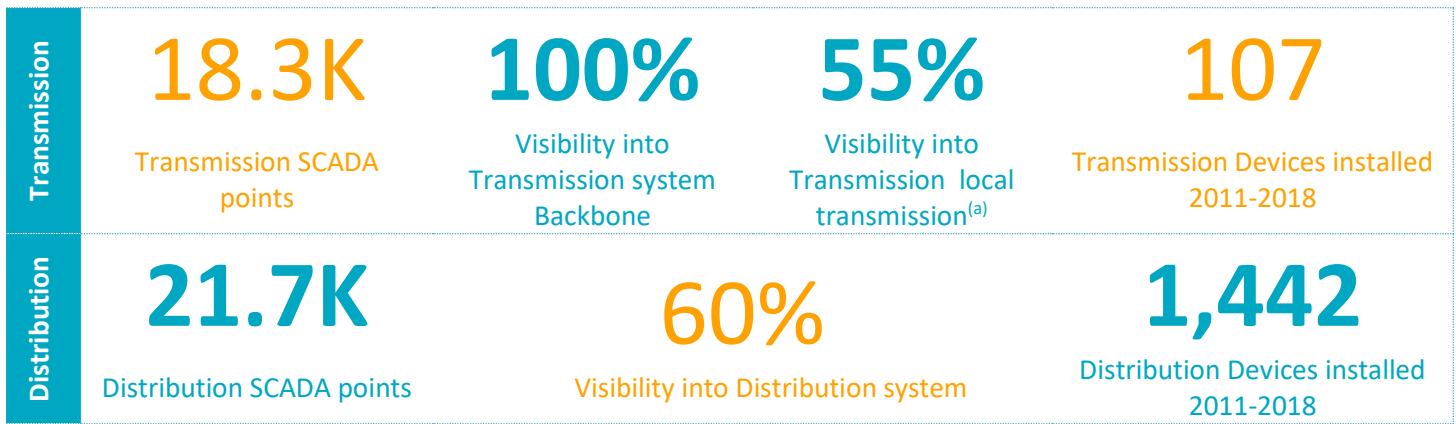 Transmission
18.3K
Transmission SCADA
points
100%
Visibility into
Transmission system
Backbone
55%
Visibility into
Transmission local
transmission(a)
107
Transmission Devices installed
2011-2018
Distribution
21.7K
Distribution SCADA points
60%
Visibility into Distribution system
1,442
Distribution Devices installed
2011-2018